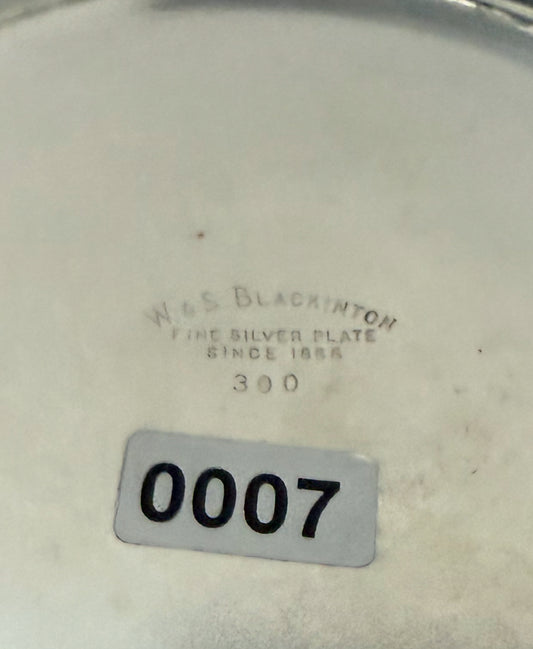 W & S BLACKINTON
FINE SILVER PLATE
SINCE 1865
300
0007